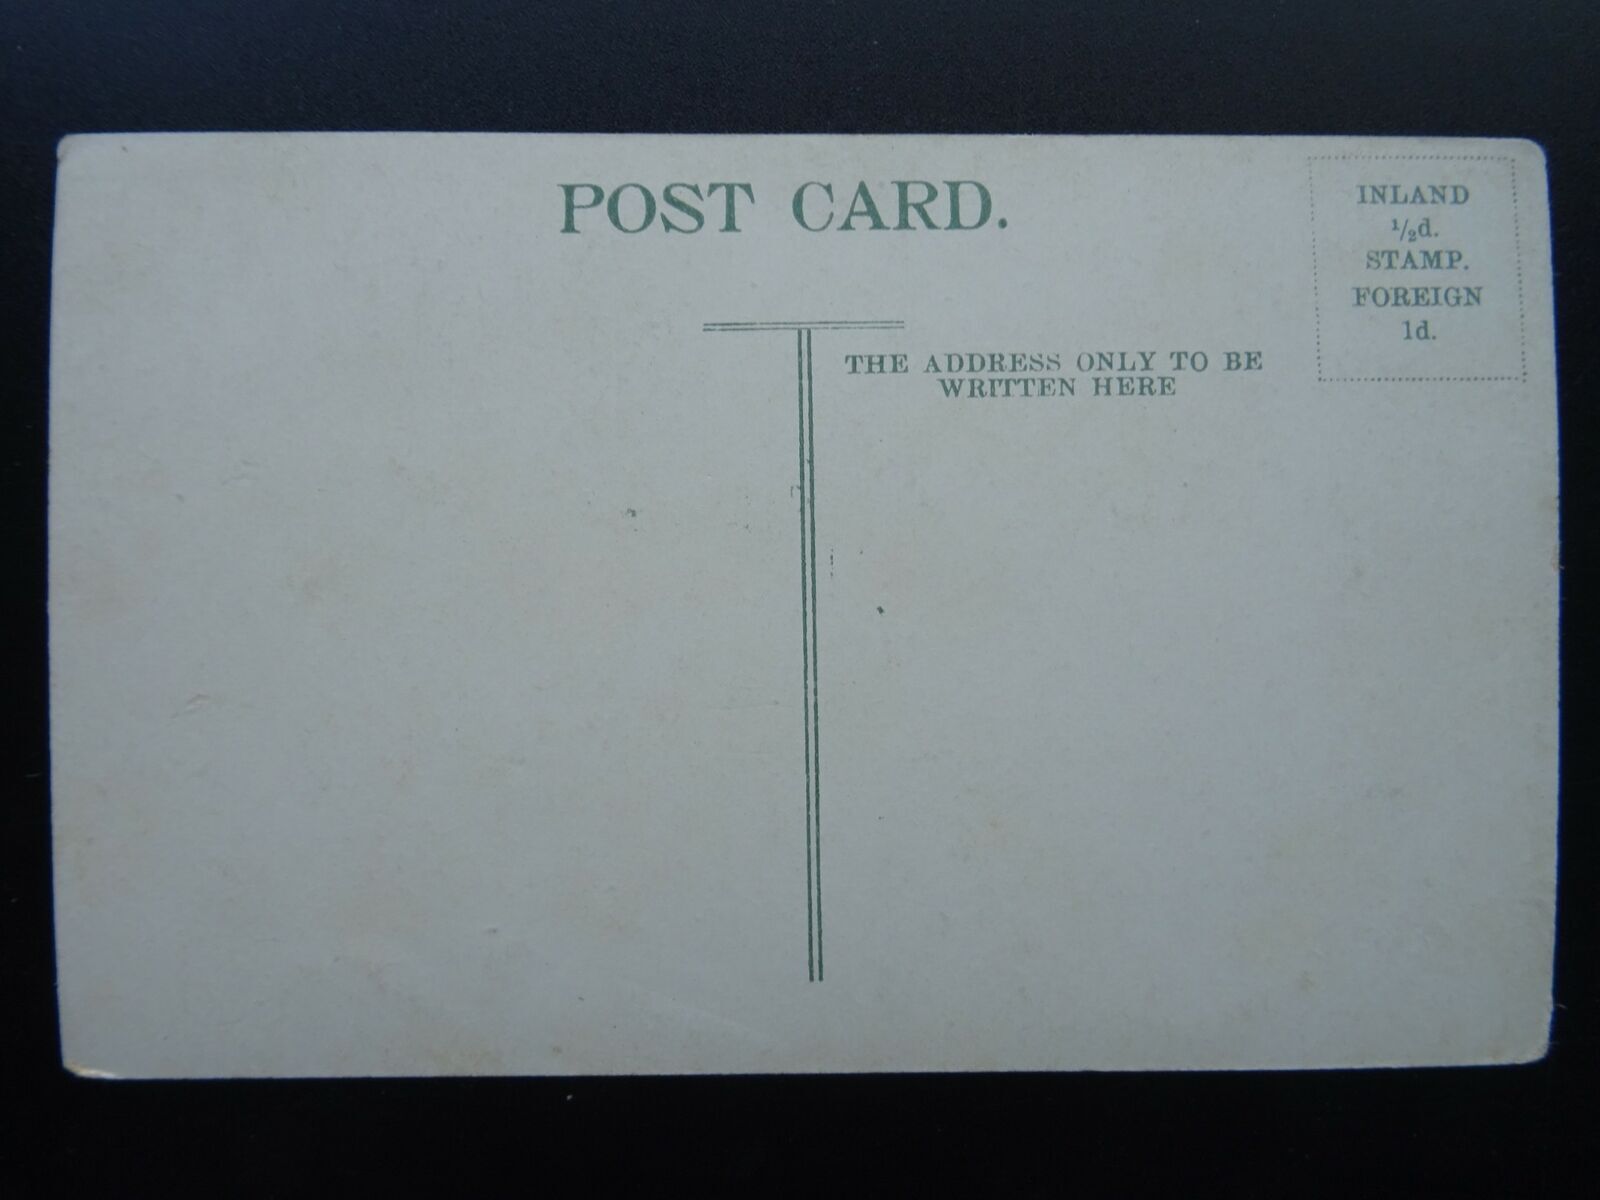 POST CARD.
INLAND
½d.
STAMP.
FOREIGN
1d.
THE ADDRESS ONLY TO BE
WRITTEN HERE